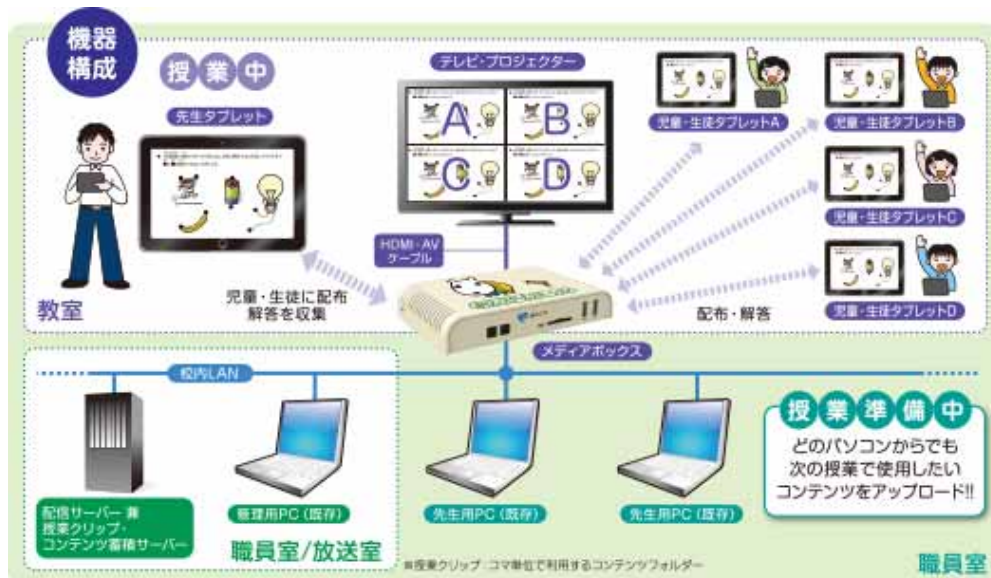 機器
構成
授業中
先生タブレット
テレビ・プロジェクター
A
B
C
D
児童・生徒タブレットA
児童・生徒タブレットB
児童・生徒タブレットC
児童・生徒タブレットD
HDMI・AV
ケーブル
教室
児童・生徒に配布
解答を収集
配布・解答
メディアボックス
校内LAN
配信サーバー 兼
授業クリップ・
コンテンツ蓄積サーバー
管理用PC（既存）
職員室/放送室
先生用PC（既存）
先生用PC（既存）
授業準備中
どのパソコンからでも
次の授業で使用したい
コンテンツをアップロード!!
※授業クリップ：コマ単位で利用するコンテンツフォルダー
職員室